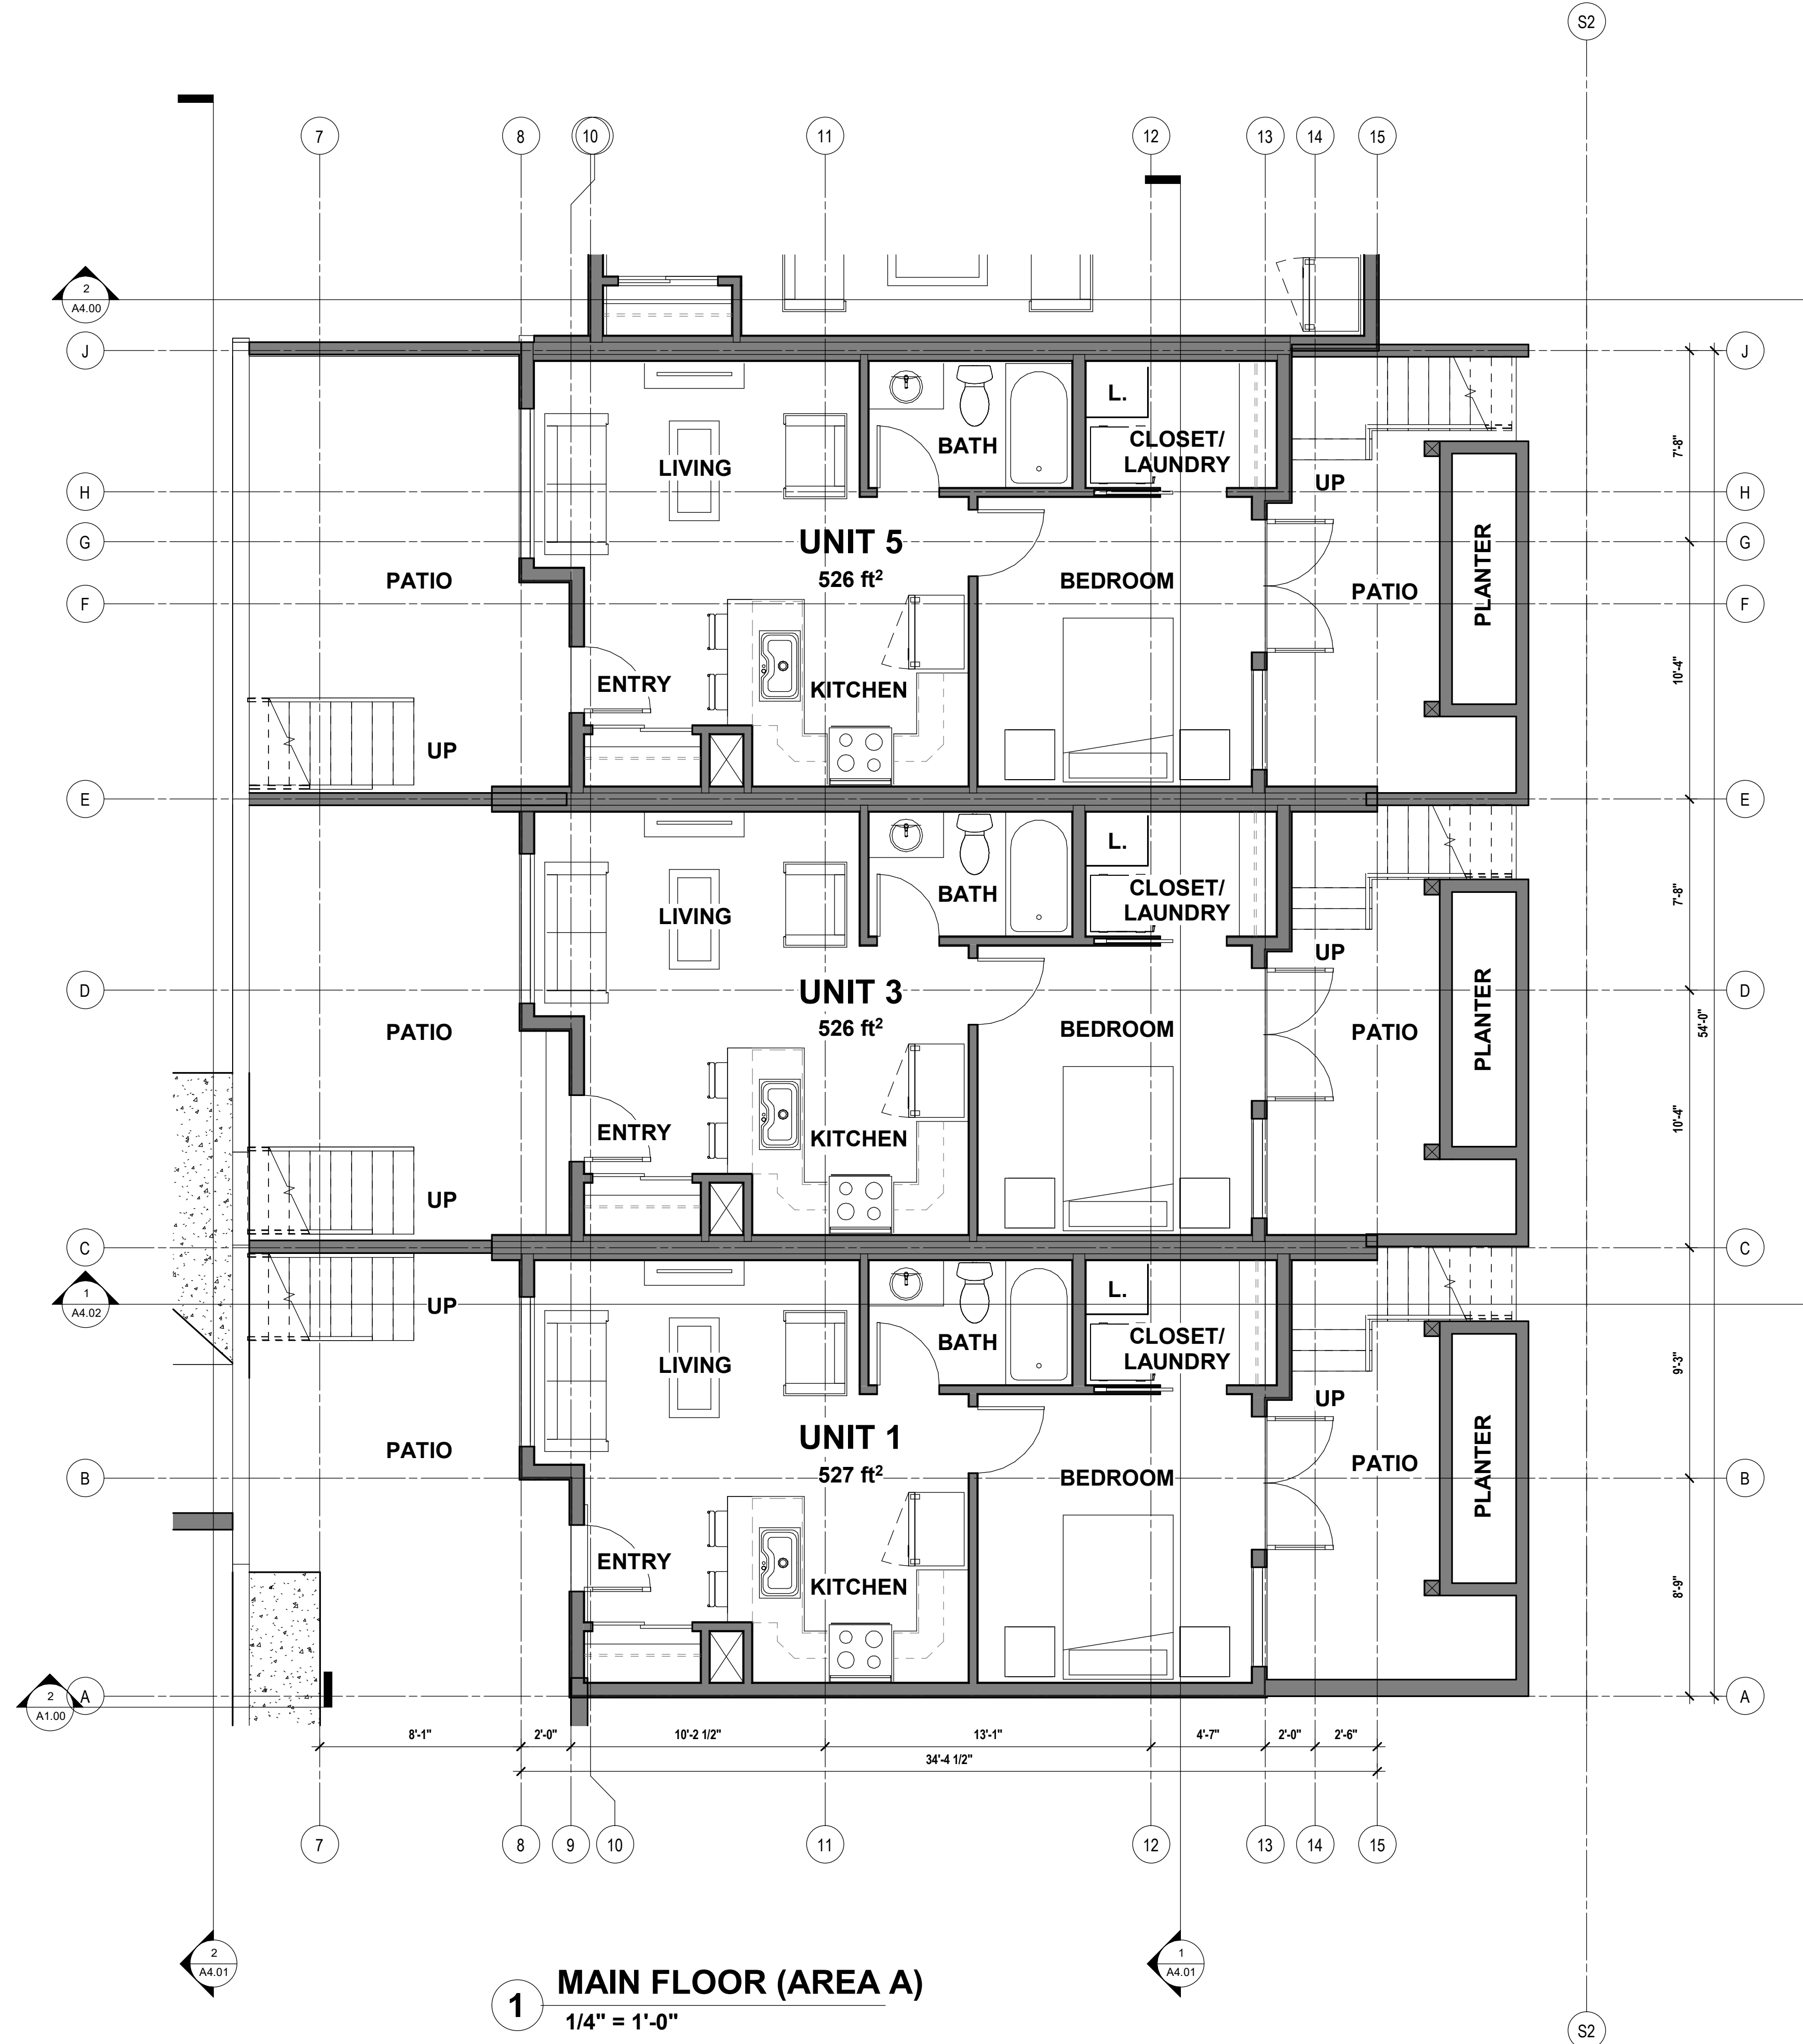 S2
7
8
10
11
12
13
14
15
2
A4.00
J
J
7'-8"
L.
BATH
CLOSET/
LAUNDRY
LIVING
UP
H
H
G
UNIT 5
G
526 ft²
PATIO
BEDROOM
PATIO
PLANTER
F
F
ENTRY
KITCHEN
10'-4"
UP
E
E
L.
BATH
CLOSET/
LAUNDRY
7'-8"
LIVING
UP
D
UNIT 3
D
526 ft²
PATIO
BEDROOM
PATIO
PLANTER
54'-0"
ENTRY
KITCHEN
10'-4"
UP
C
C
1
A4.02
UP
L.
BATH
CLOSET/
LAUNDRY
LIVING
9'-3"
UP
UNIT 1
PATIO
PATIO
PLANTER
B
527 ft²
BEDROOM
B
ENTRY
KITCHEN
8'-9"
2
A1.00
A
A
8'-1"
2'-0"
10'-2 1/2"
13'-1"
4'-7"
2'-0"
2'-6"
34'-4 1/2"
7
8
9
10
11
12
13
14
15
2
A4.01
1
A4.01
1
MAIN FLOOR (AREA A)
1/4" = 1'-0"
S2